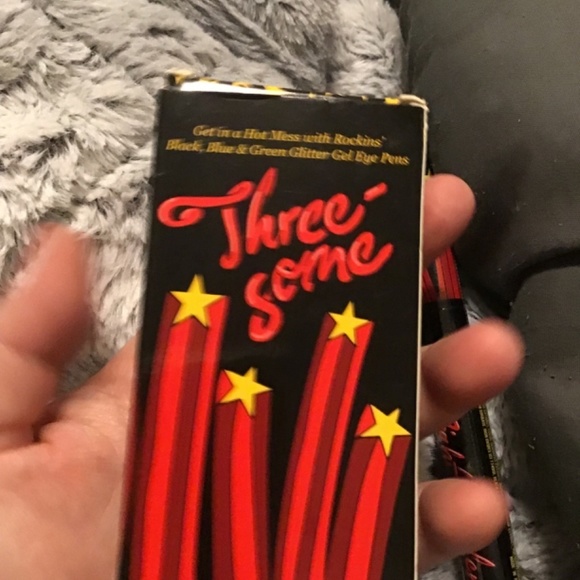 Get in a Hot Mess with Rockins'
Black, Blue & Green Glitter Gel Eye Pens
Three-
some